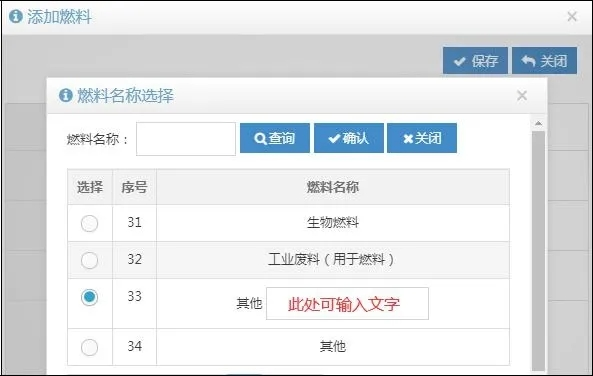 添加燃料
保存 关闭
燃料名称选择
燃料名称： 查询 确认 关闭
选择 序号 燃料名称
31 生物燃料
32 工业废料（用于燃料）
33 其他 此处可输入文字
34 其他